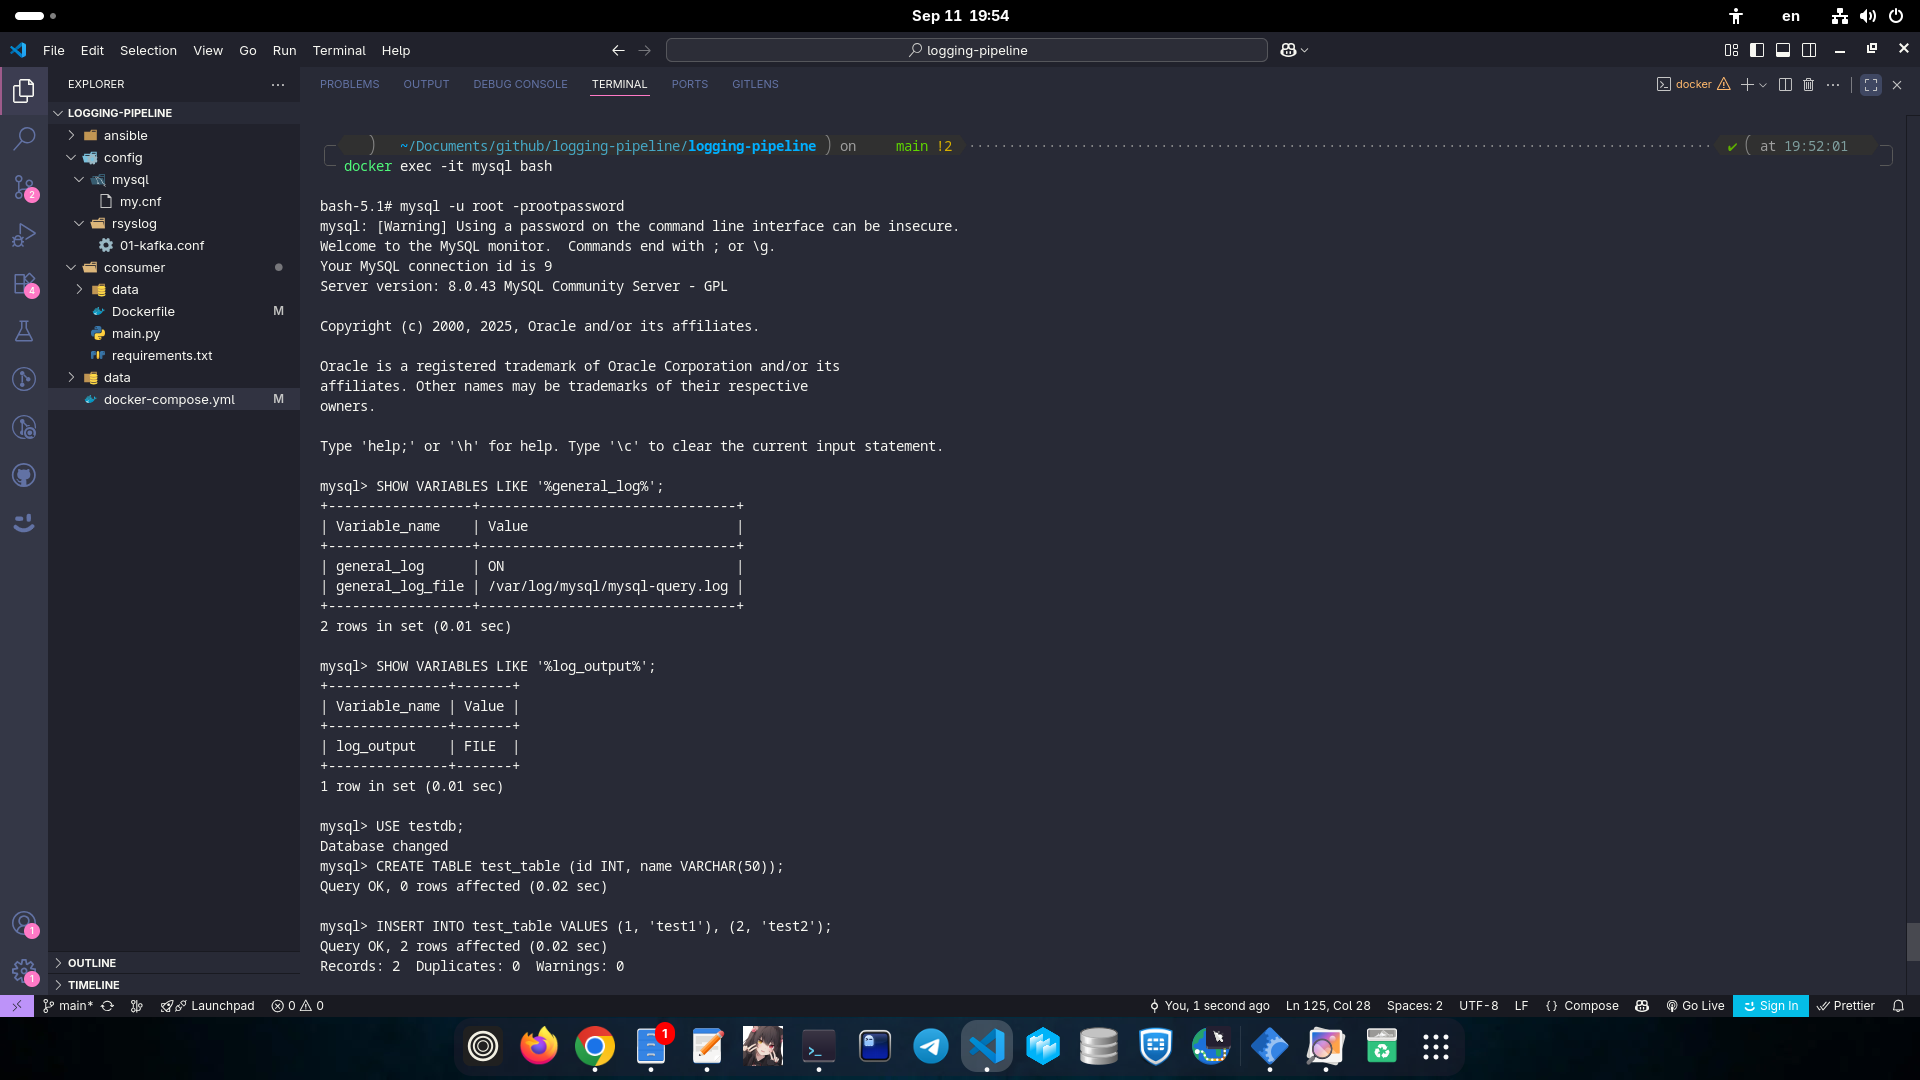 Sep 11 19:54
en
File Edit Selection View Go Run Terminal Help
logging-pipeline
EXPLORER
PROBLEMS OUTPUT DEBUG CONSOLE TERMINAL PORTS GITLENS
docker
LOGGING-PIPELINE
ansible
config
mysql
my.cnf
rsyslog
01-kafka.conf
consumer
data
Dockerfile M
main.py
requirements.txt
data
docker-compose.yml M
2
4
1
1
OUTLINE
TIMELINE
) ~/Documents/github/logging-pipeline/logging-pipeline ) on main !2 ✔ ( at 19:52:01
docker exec -it mysql bash
bash-5.1# mysql -u root -prootpassword
mysql: [Warning] Using a password on the command line interface can be insecure.
Welcome to the MySQL monitor.  Commands end with ; or \g.
Your MySQL connection id is 9
Server version: 8.0.43 MySQL Community Server - GPL
Copyright (c) 2000, 2025, Oracle and/or its affiliates.
Oracle is a registered trademark of Oracle Corporation and/or its
affiliates. Other names may be trademarks of their respective
owners.
Type 'help;' or '\h' for help. Type '\c' to clear the current input statement.
mysql> SHOW VARIABLES LIKE '%general_log%';
+------------------+--------------------------------+
| Variable_name    | Value                          |
+------------------+--------------------------------+
| general_log      | ON                             |
| general_log_file | /var/log/mysql/mysql-query.log |
+------------------+--------------------------------+
2 rows in set (0.01 sec)
mysql> SHOW VARIABLES LIKE '%log_output%';
+---------------+-------+
| Variable_name | Value |
+---------------+-------+
| log_output    | FILE  |
+---------------+-------+
1 row in set (0.01 sec)
mysql> USE testdb;
Database changed
mysql> CREATE TABLE test_table (id INT, name VARCHAR(50));
Query OK, 0 rows affected (0.02 sec)
mysql> INSERT INTO test_table VALUES (1, 'test1'), (2, 'test2');
Query OK, 2 rows affected (0.02 sec)
Records: 2  Duplicates: 0  Warnings: 0
main* Launchpad 0 0 You, 1 second ago Ln 125, Col 28 Spaces: 2 UTF-8 LF {} Compose Go Live Sign In Prettier
1